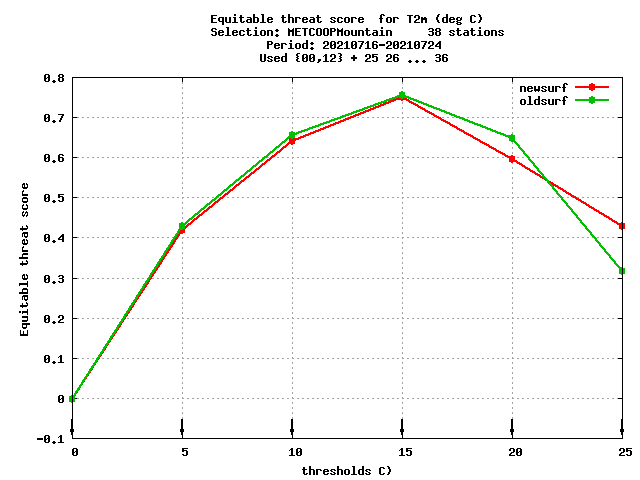 Equitable threat score  for T2m (deg C)
Selection: METCOOPMountain     38 stations
Period: 20210716-20210724
Used {00,12} + 25 26 ... 36
newsurf
oldsurf
Equitable threat score
0.8
0.7
0.6
0.5
0.4
0.3
0.2
0.1
0
-0.1
0 5 10 15 20 25
thresholds C)